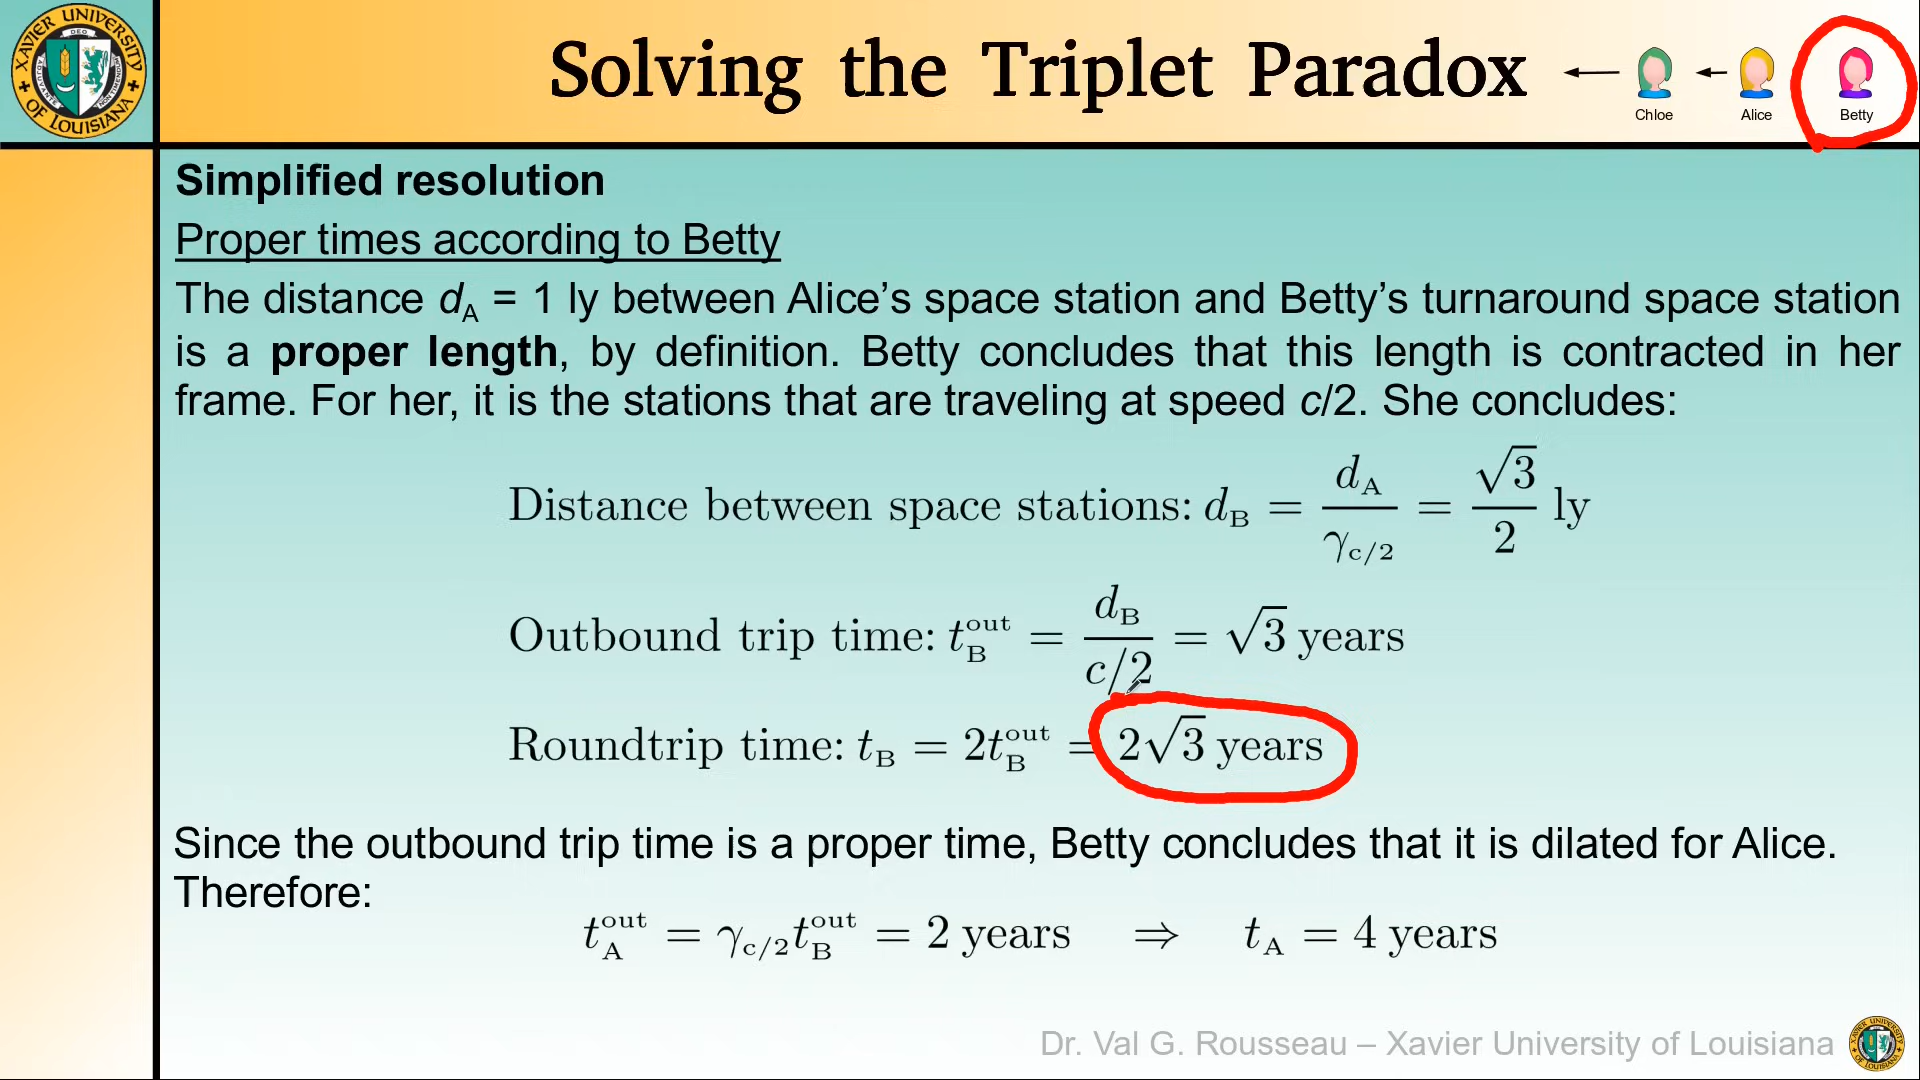 XAVIER UNIVERSITY
OF LOUISIANA
DEO
Solving the Triplet Paradox
Chloe
Alice
Betty
Simplified resolution
Proper times according to Betty
The distance d_A = 1 ly between Alice’s space station and Betty’s turnaround space station
is a proper length, by definition. Betty concludes that this length is contracted in her
frame. For her, it is the stations that are traveling at speed c/2. She concludes:
Distance between space stations: d_B = d_A / γ_c/2 = √3 / 2 ly
Outbound trip time: t_B^out = d_B / (c/2) = √3 years
Roundtrip time: t_B = 2t_B^out = 2√3 years
Since the outbound trip time is a proper time, Betty concludes that it is dilated for Alice.
Therefore:
t_A^out = γ_c/2 t_B^out = 2 years ⇒ t_A = 4 years
Dr. Val G. Rousseau – Xavier University of Louisiana